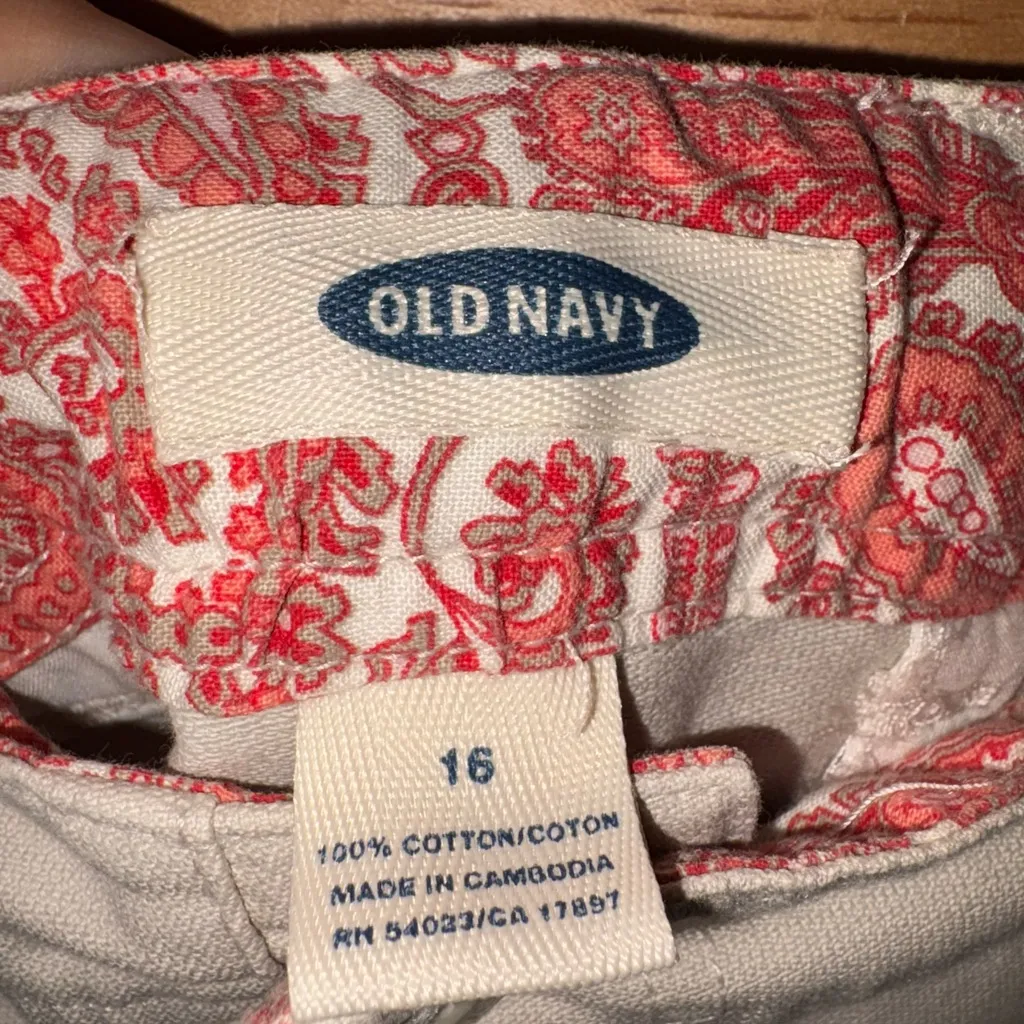 OLD NAVY
16
100% COTTON/COTON
MADE IN CAMBODIA
RN 54023/CA 17897